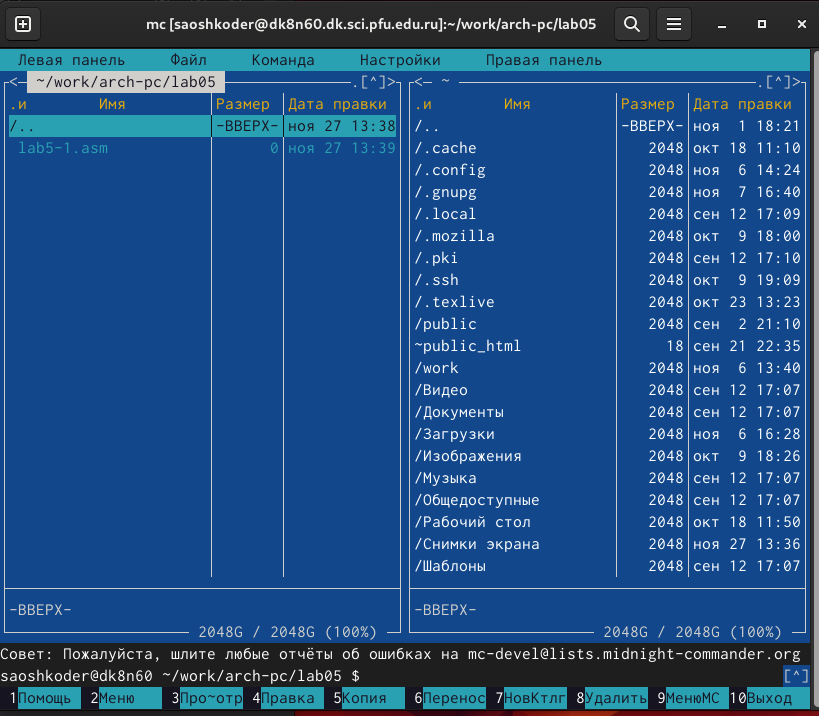 mc [saoshkoder@dk8n60.dk.sci.pfu.edu.ru]:~/work/arch-pc/lab05
Левая панель Файл Команда Настройки Правая панель
<─ ~/work/arch-pc/lab05 .[^]> <─ ~ .[^]>
.и Имя Размер Дата правки .и Имя Размер Дата правки
/.. -ВВЕРХ- ноя 27 13:38 /.. -ВВЕРХ- ноя 1 18:21
lab5-1.asm 0 ноя 27 13:39 /.cache 2048 окт 18 11:10
/.config 2048 ноя 6 14:24
/.gnupg 2048 ноя 7 16:40
/.local 2048 сен 12 17:09
/.mozilla 2048 окт 9 18:00
/.pki 2048 сен 12 17:10
/.ssh 2048 окт 9 19:09
/.texlive 2048 окт 23 13:23
/public 2048 сен 2 21:10
~public_html 18 сен 21 22:35
/work 2048 ноя 6 13:40
/Видео 2048 сен 12 17:07
/Документы 2048 сен 12 17:07
/Загрузки 2048 ноя 6 16:28
/Изображения 2048 окт 9 18:26
/Музыка 2048 сен 12 17:07
/Общедоступные 2048 сен 12 17:07
/Рабочий стол 2048 окт 18 11:50
/Снимки экрана 2048 ноя 27 13:36
/Шаблоны 2048 сен 12 17:07
-ВВЕРХ- -ВВЕРХ-
2048G / 2048G (100%) 2048G / 2048G (100%)
Совет: Пожалуйста, шлите любые отчёты об ошибках на mc-devel@lists.midnight-commander.org
saoshkoder@dk8n60 ~/work/arch-pc/lab05 $ [^]
1Помощь 2Меню 3Про~отр 4Правка 5Копия 6Перенос 7НовКтлг 8Удалить 9МенюМС 10Выход